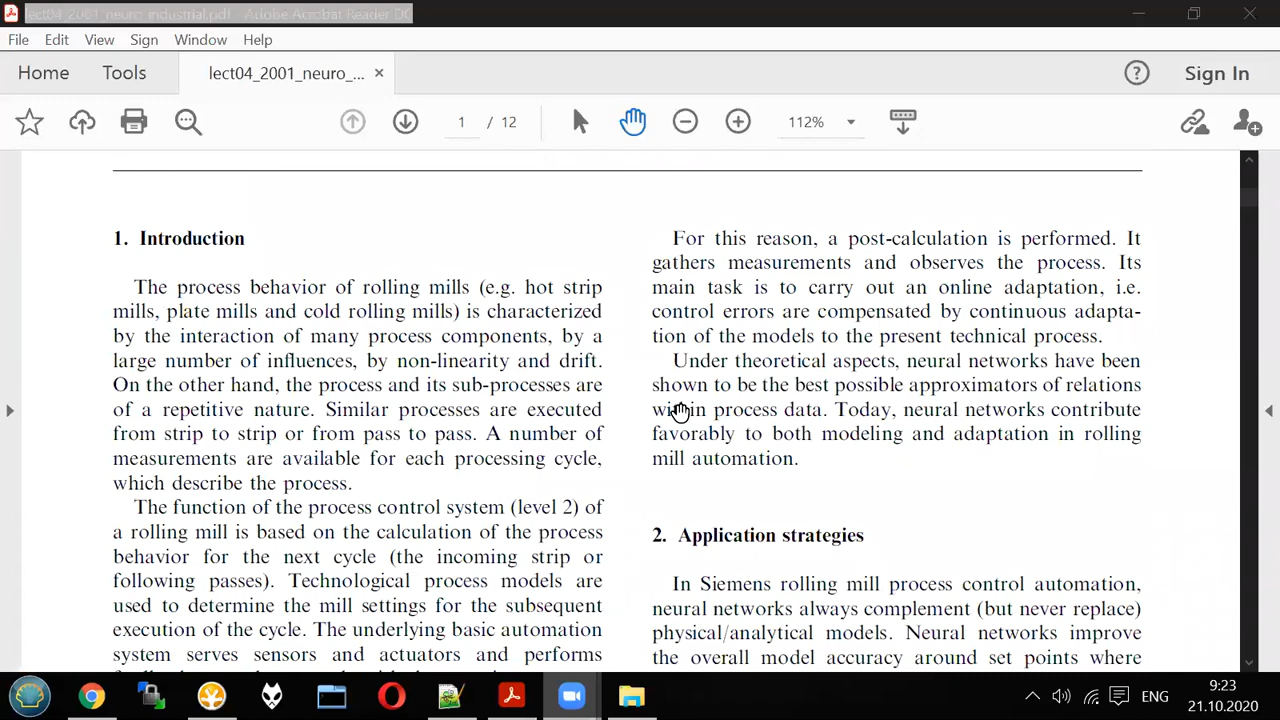 lect04_2001_neuro_industrial.pdf - Adobe Acrobat Reader DC
File Edit View Sign Window Help
Home Tools lect04_2001_neuro_... × Sign In
1 / 12 112%
1. Introduction
The process behavior of rolling mills (e.g. hot strip
mills, plate mills and cold rolling mills) is characterized
by the interaction of many process components, by a
large number of influences, by non-linearity and drift.
On the other hand, the process and its sub-processes are
of a repetitive nature. Similar processes are executed
from strip to strip or from pass to pass. A number of
measurements are available for each processing cycle,
which describe the process.
The function of the process control system (level 2) of
a rolling mill is based on the calculation of the process
behavior for the next cycle (the incoming strip or
following passes). Technological process models are
used to determine the mill settings for the subsequent
execution of the cycle. The underlying basic automation
system serves sensors and actuators and performs
For this reason, a post-calculation is performed. It
gathers measurements and observes the process. Its
main task is to carry out an online adaptation, i.e.
control errors are compensated by continuous adapta-
tion of the models to the present technical process.
Under theoretical aspects, neural networks have been
shown to be the best possible approximators of relations
within process data. Today, neural networks contribute
favorably to both modeling and adaptation in rolling
mill automation.
2. Application strategies
In Siemens rolling mill process control automation,
neural networks always complement (but never replace)
physical/analytical models. Neural networks improve
the overall model accuracy around set points where
ENG
9:23
21.10.2020